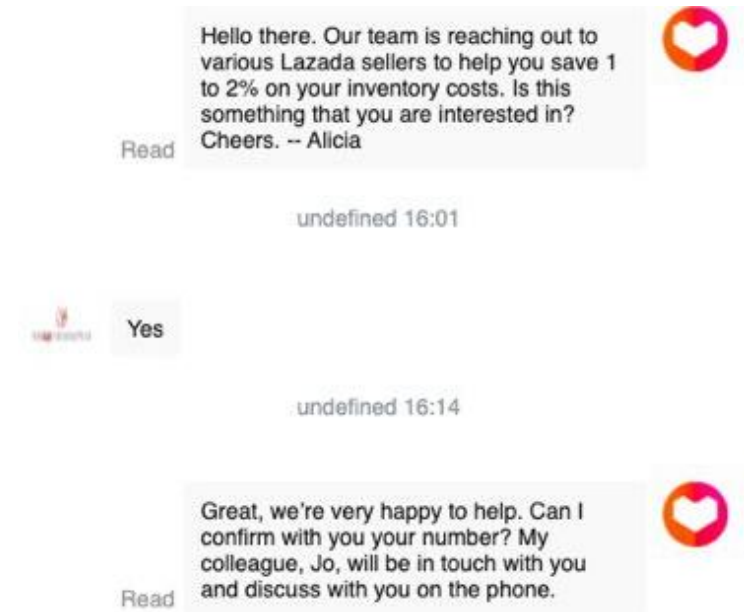 Hello there. Our team is reaching out to
various Lazada sellers to help you save 1
to 2% on your inventory costs. Is this
something that you are interested in?
Cheers. -- Alicia
Read
undefined 16:01
Yes
undefined 16:14
Great, we're very happy to help. Can I
confirm with you your number? My
colleague, Jo, will be in touch with you
and discuss with you on the phone.
Read